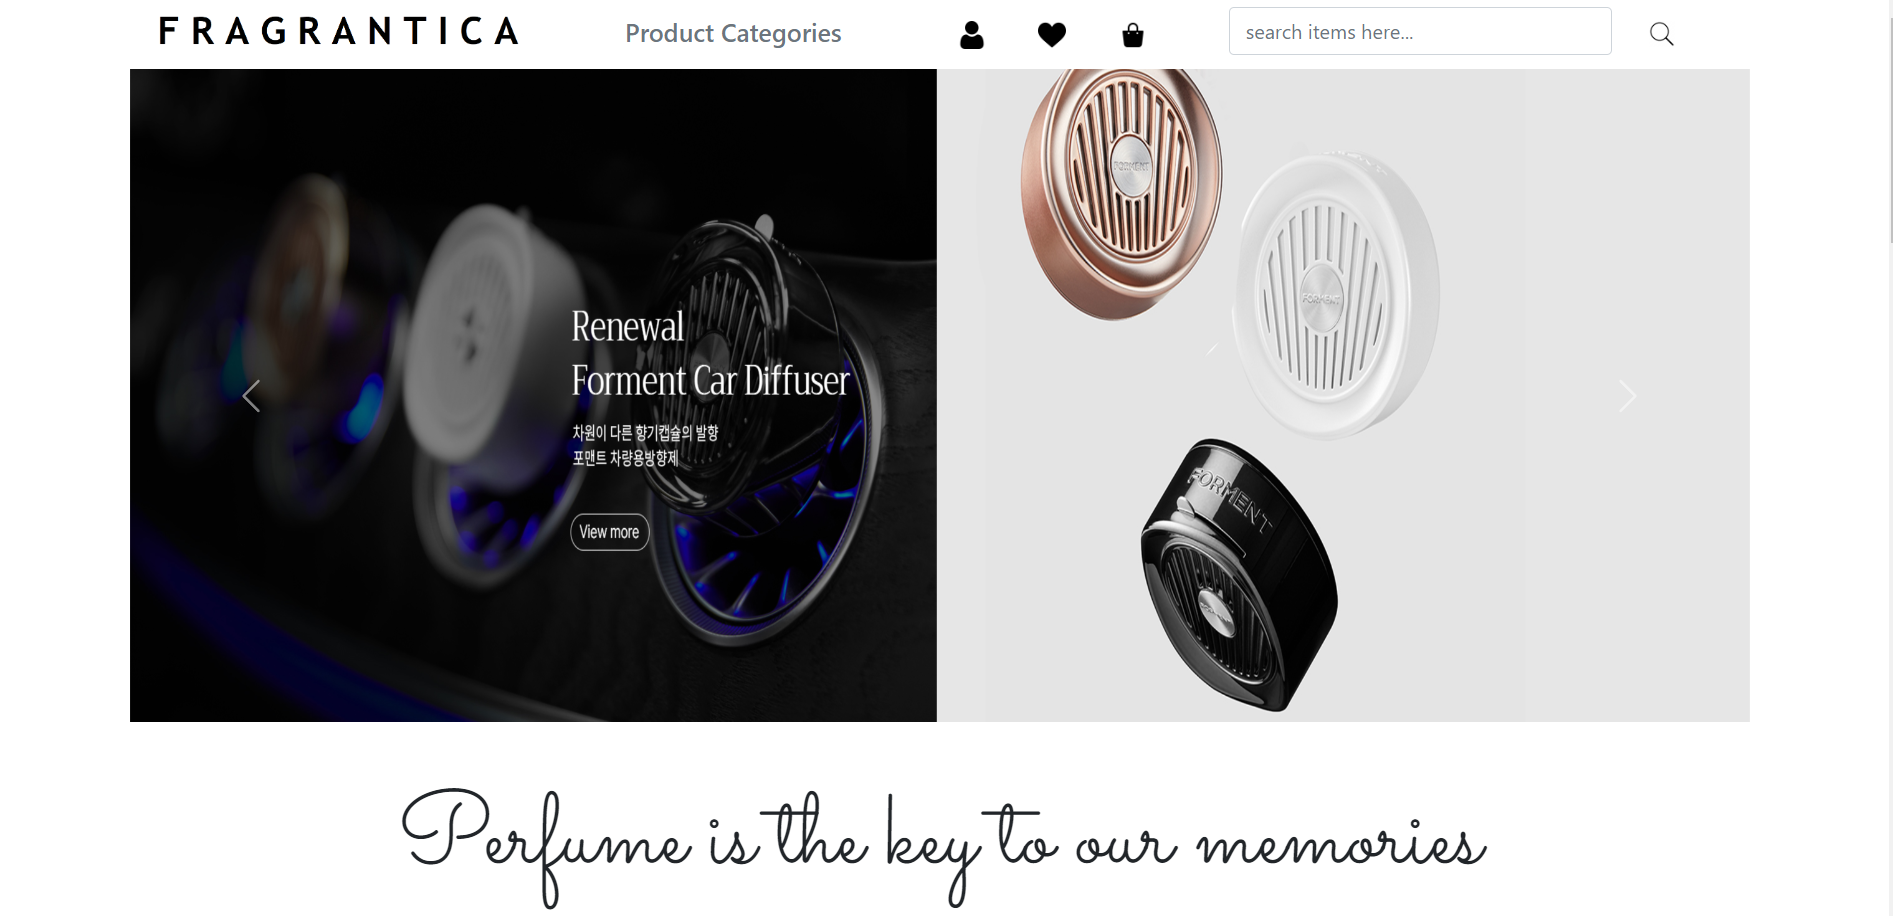 FRAGRANTICA
Product Categories
search items here...
Renewal
Forment Car Diffuser
차원이 다른 향기캡슐의 발향
포맨트 차량용방향제
View more
FORMENT
FORMENT
FORMENT
Perfume is the key to our memories